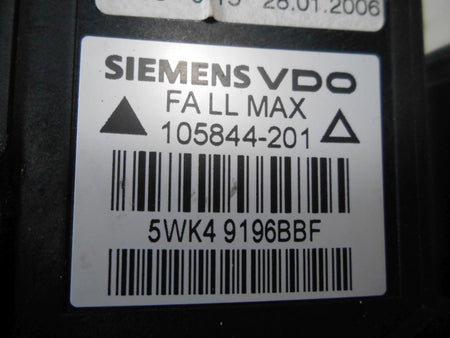 28.01.2006
SIEMENS VDO
FA LL MAX
105844-201
5WK4 9196BBF